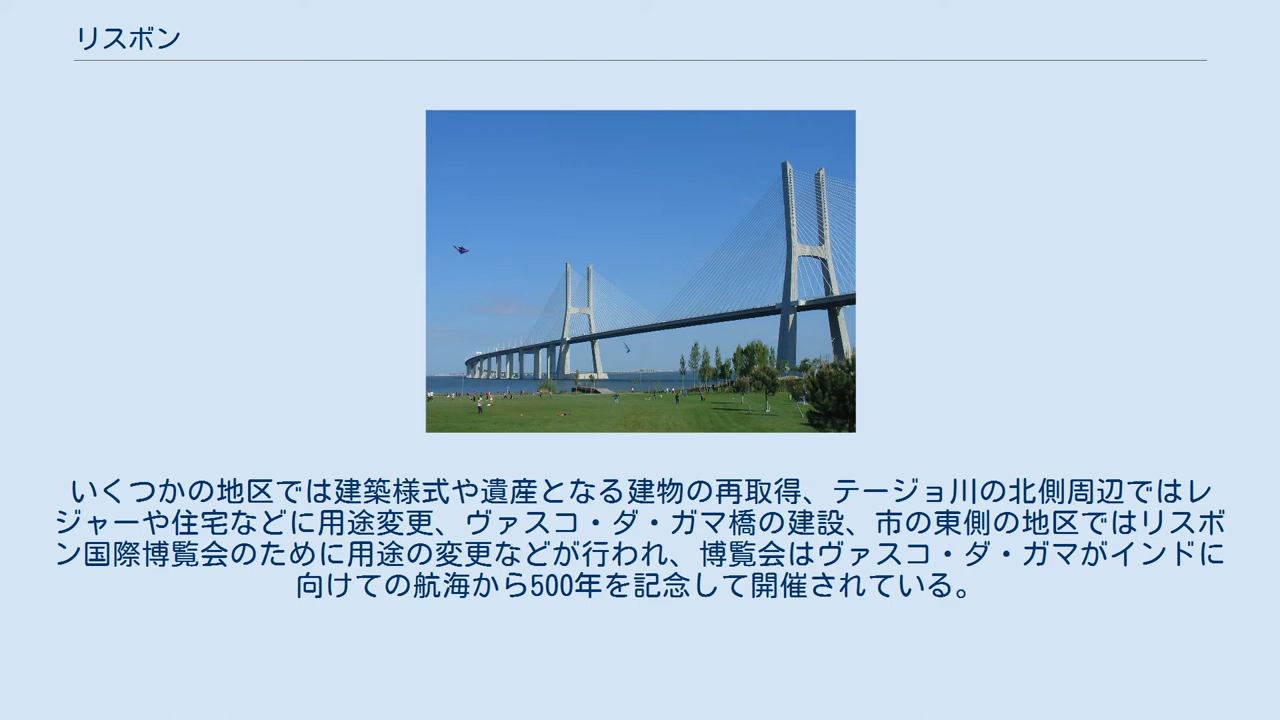 リスボン
いくつかの地区では建築様式や遺産となる建物の再取得、テージョ川の北側周辺ではレ
ジャーや住宅などに用途変更、ヴァスコ・ダ・ガマ橋の建設、市の東側の地区ではリスボ
ン国際博覧会のために用途の変更などが行われ、博覧会はヴァスコ・ダ・ガマがインドに
向けての航海から500年を記念して開催されている。